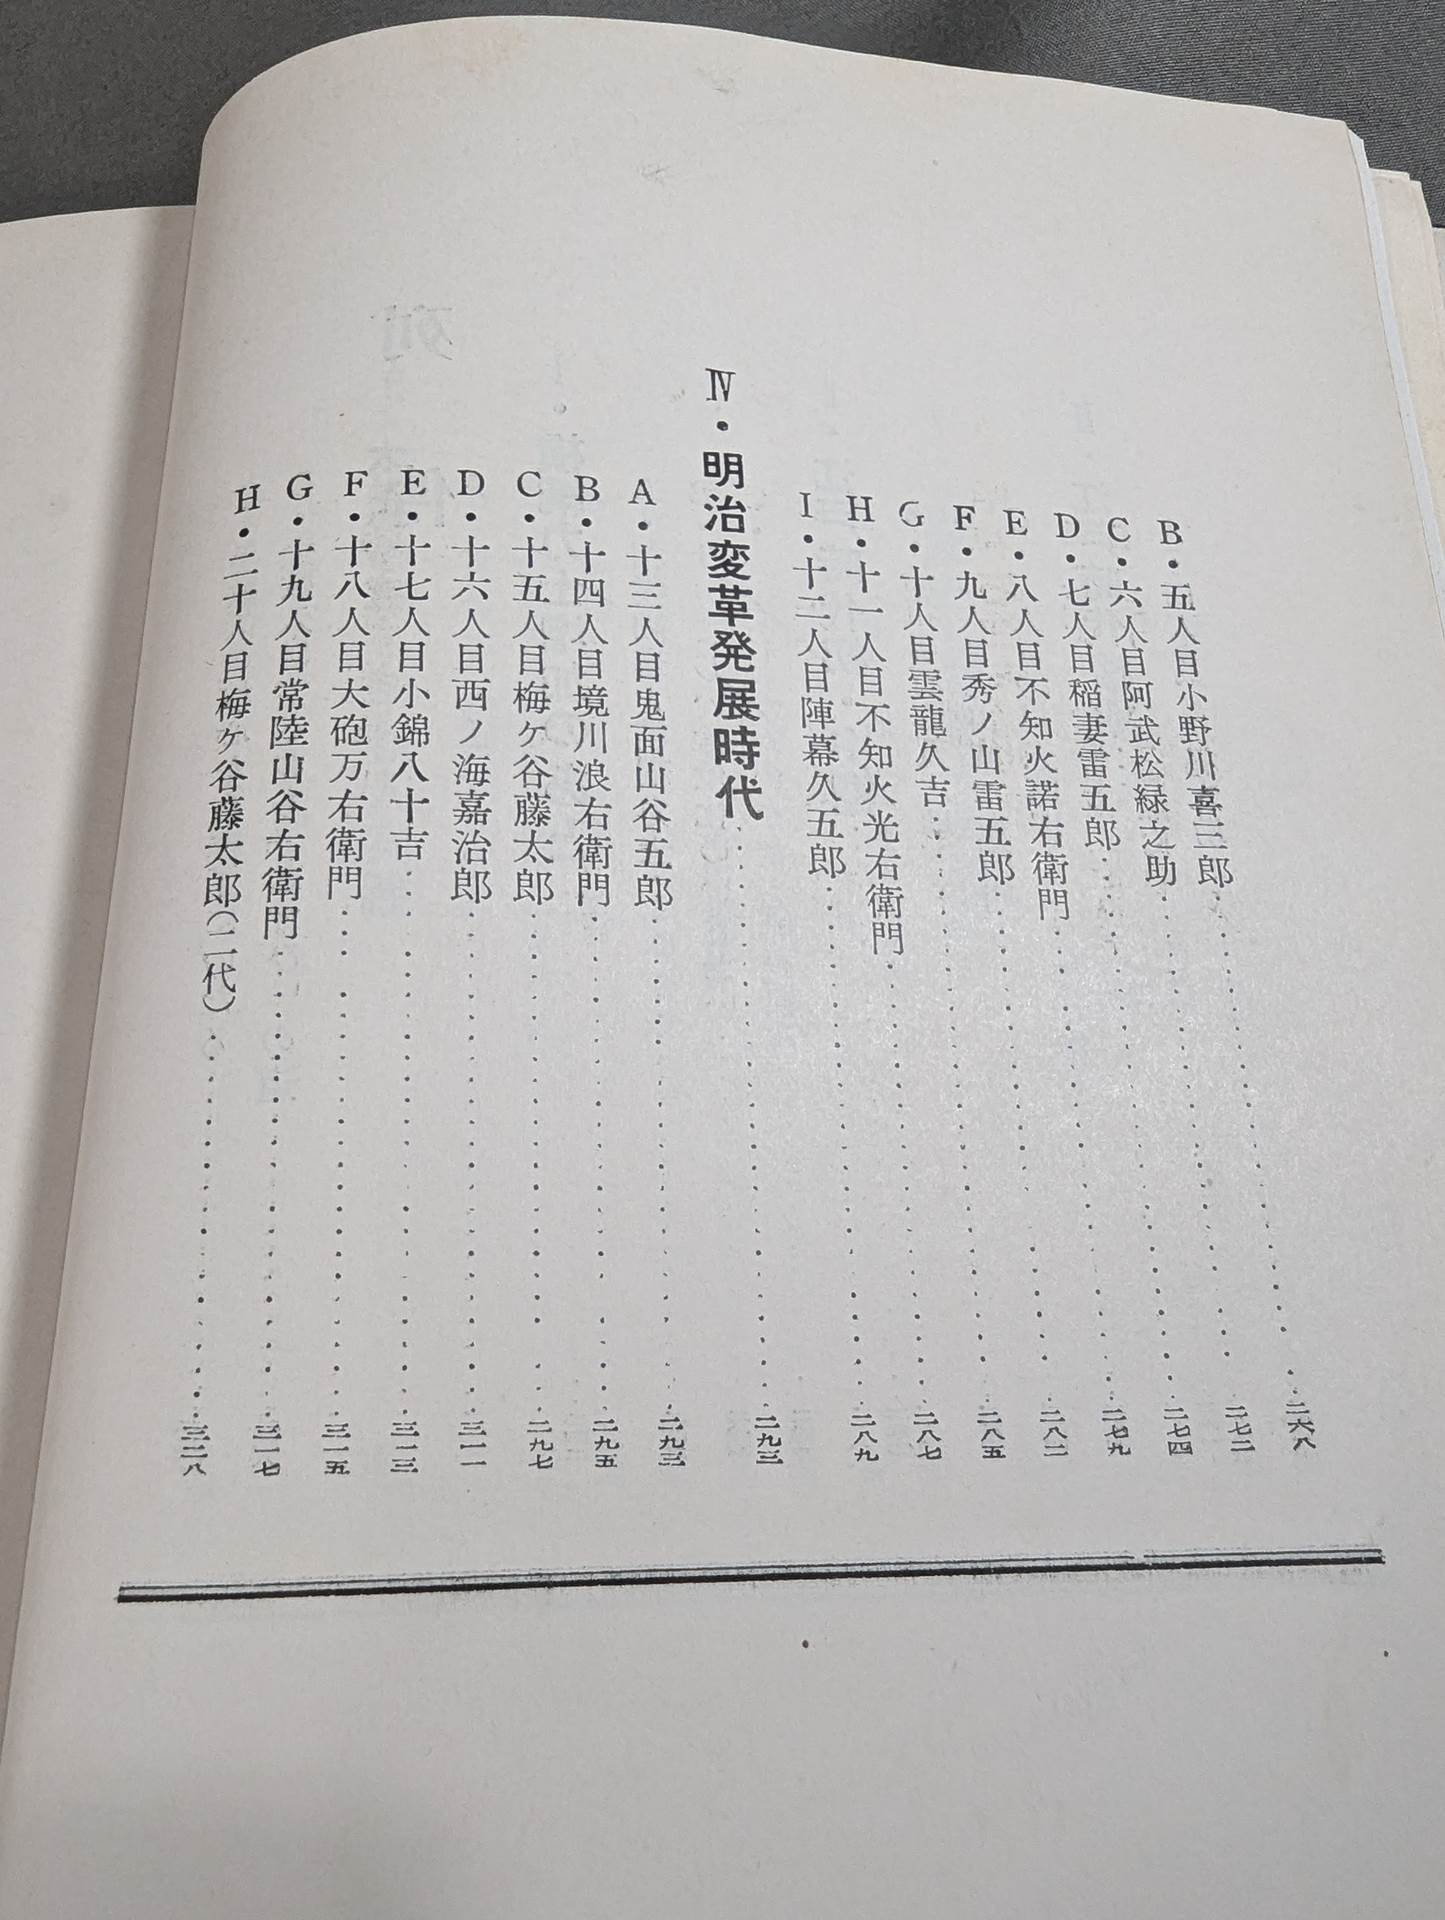 B・五人目小野川喜三郎……二六八
C・六人目阿武松緑之助……二七二
D・七人目稲妻雷五郎……二七四
E・八人目不知火諾右衛門……二七九
F・九人目秀ノ山雷五郎……二八二
G・十人目雲龍久吉……二八五
H・十一人目不知火光右衛門……二八七
I・十二人目陣幕久五郎……二八九
Ⅳ・明治変革発展時代……二九三
A・十三人目鬼面山谷五郎……二九三
B・十四人目境川浪右衛門……二九五
C・十五人目梅ケ谷藤太郎……二九七
D・十六人目西ノ海嘉治郎……三一一
E・十七人目小錦八十吉……三一三
F・十八人目大砲万右衛門……三一五
G・十九人目常陸山谷右衛門……三一七
H・二十人目梅ヶ谷藤太郎（二代）……三二八